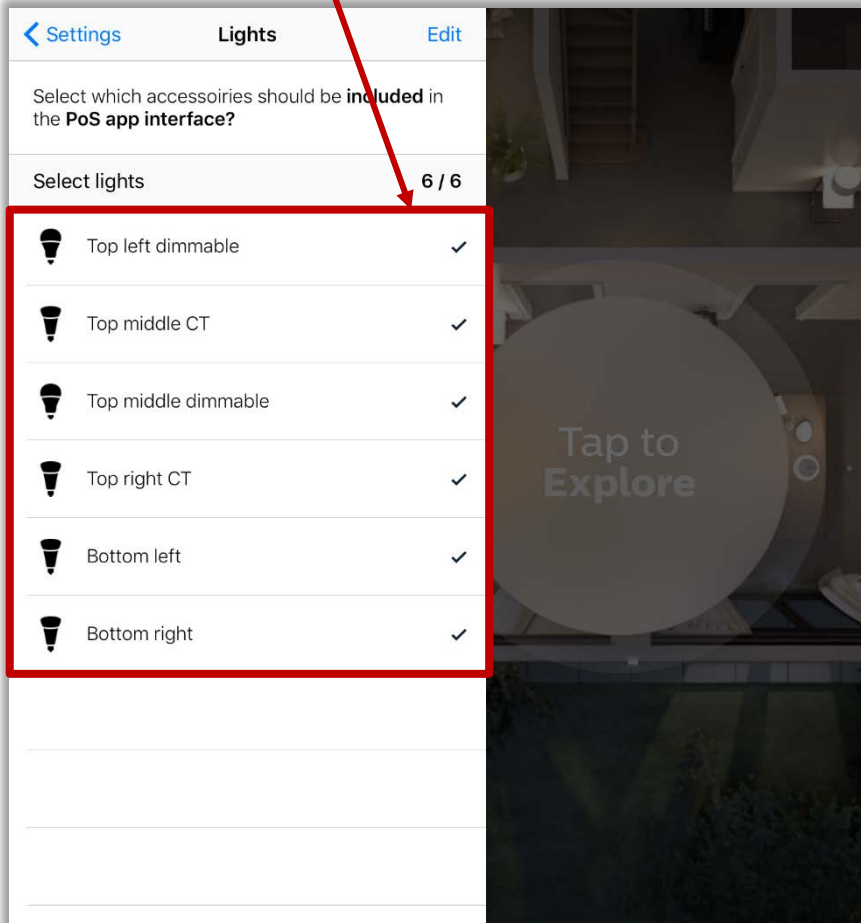 Settings Lights Edit
Select which accessoiries should be included in
the PoS app interface?
Select lights 6 / 6
Top left dimmable
Top middle CT
Top middle dimmable
Top right CT
Bottom left
Bottom right
Tap to
Explore